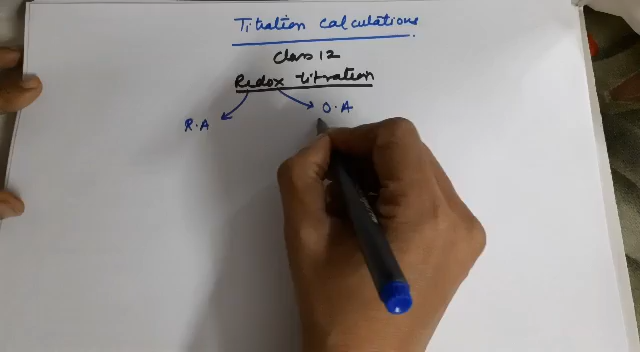 Titration calculations
Class 12
Redox titration
R.A
O.A